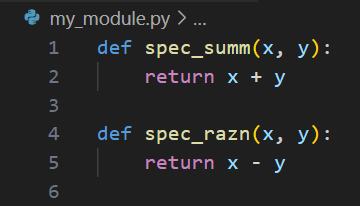 my_module.py > ...
1 def spec_summ(x, y):
2     return x + y
3
4 def spec_razn(x, y):
5     return x - y
6